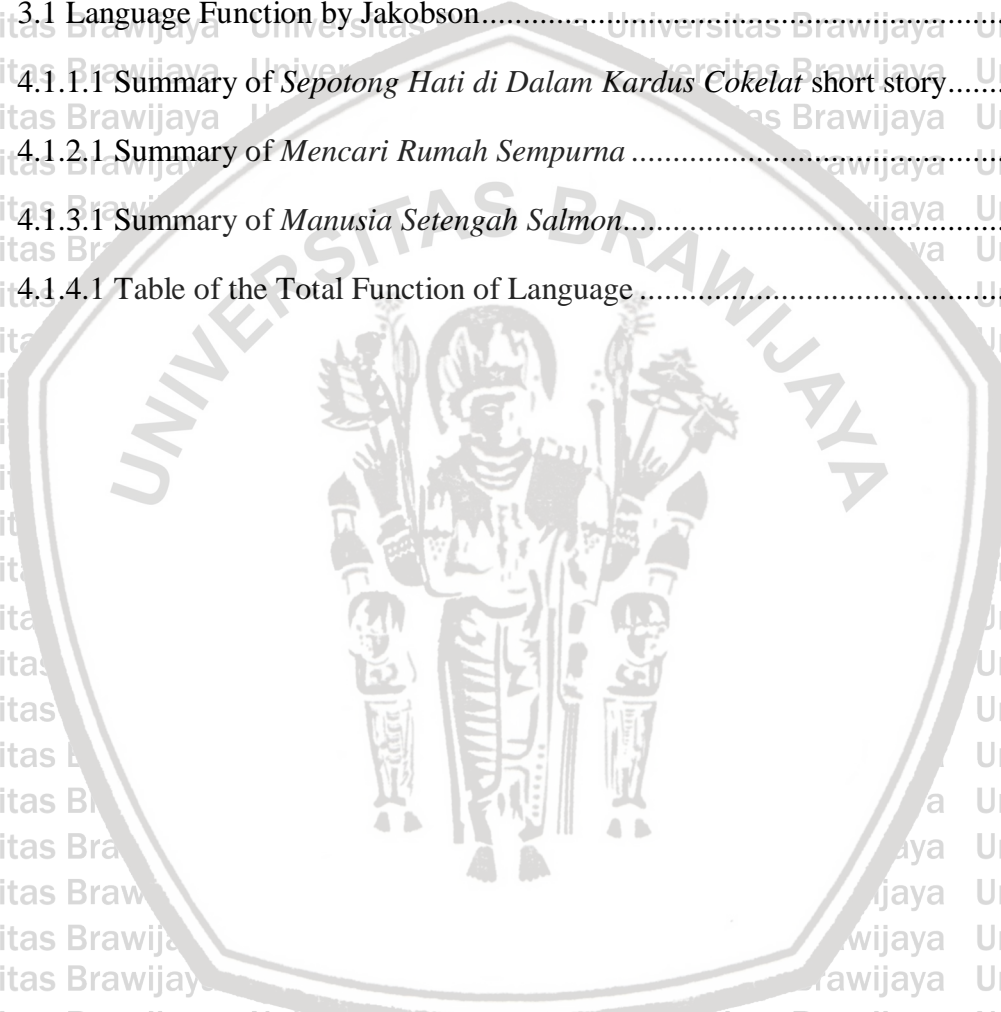 3.1 Language Function by Jakobson
4.1.1.1 Summary of Sepotong Hati di Dalam Kardus Cokelat short story
4.1.2.1 Summary of Mencari Rumah Sempurna
4.1.3.1 Summary of Manusia Setengah Salmon
4.1.4.1 Table of the Total Function of Language
UNIVERSITAS BRAWIJAYA